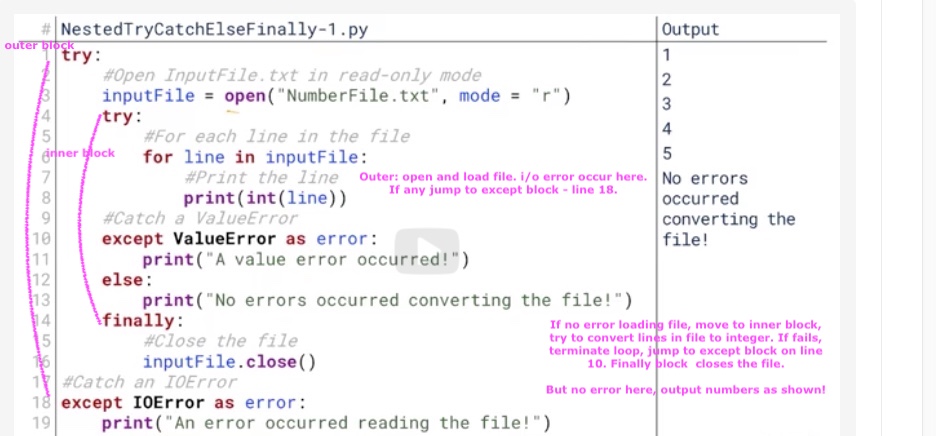 # NestedTryCatchElseFinally-1.py Output
outer block
1 try:
2 #Open InputFile.txt in read-only mode
3 inputFile = open("NumberFile.txt", mode = "r")
4 try:
5 #For each line in the file
6 for line in inputFile:
inner block
7 #Print the line
8 print(int(line))
9 #Catch a ValueError
10 except ValueError as error:
11 print("A value error occurred!")
12 else:
13 print("No errors occurred converting the file!")
14 finally:
15 #Close the file
16 inputFile.close()
17 #Catch an IOError
18 except IOError as error:
19 print("An error occurred reading the file!")
Outer: open and load file. i/o error occur here.
If any jump to except block - line 18.
If no error loading file, move to inner block,
try to convert lines in file to integer. If fails,
terminate loop, jump to except block on line
10. Finally block closes the file.
But no error here, output numbers as shown!
1
2
3
4
5
No errors
occurred
converting the
file!